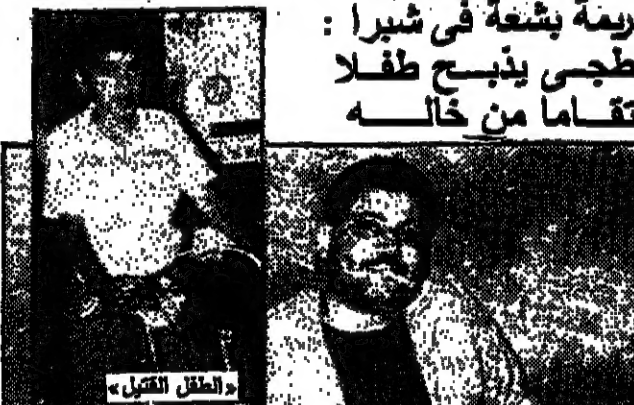 ريمة بشعة فى شبرا :
طجى يذبح طفلا
تقاما من خاله
«الطفل القتيل»